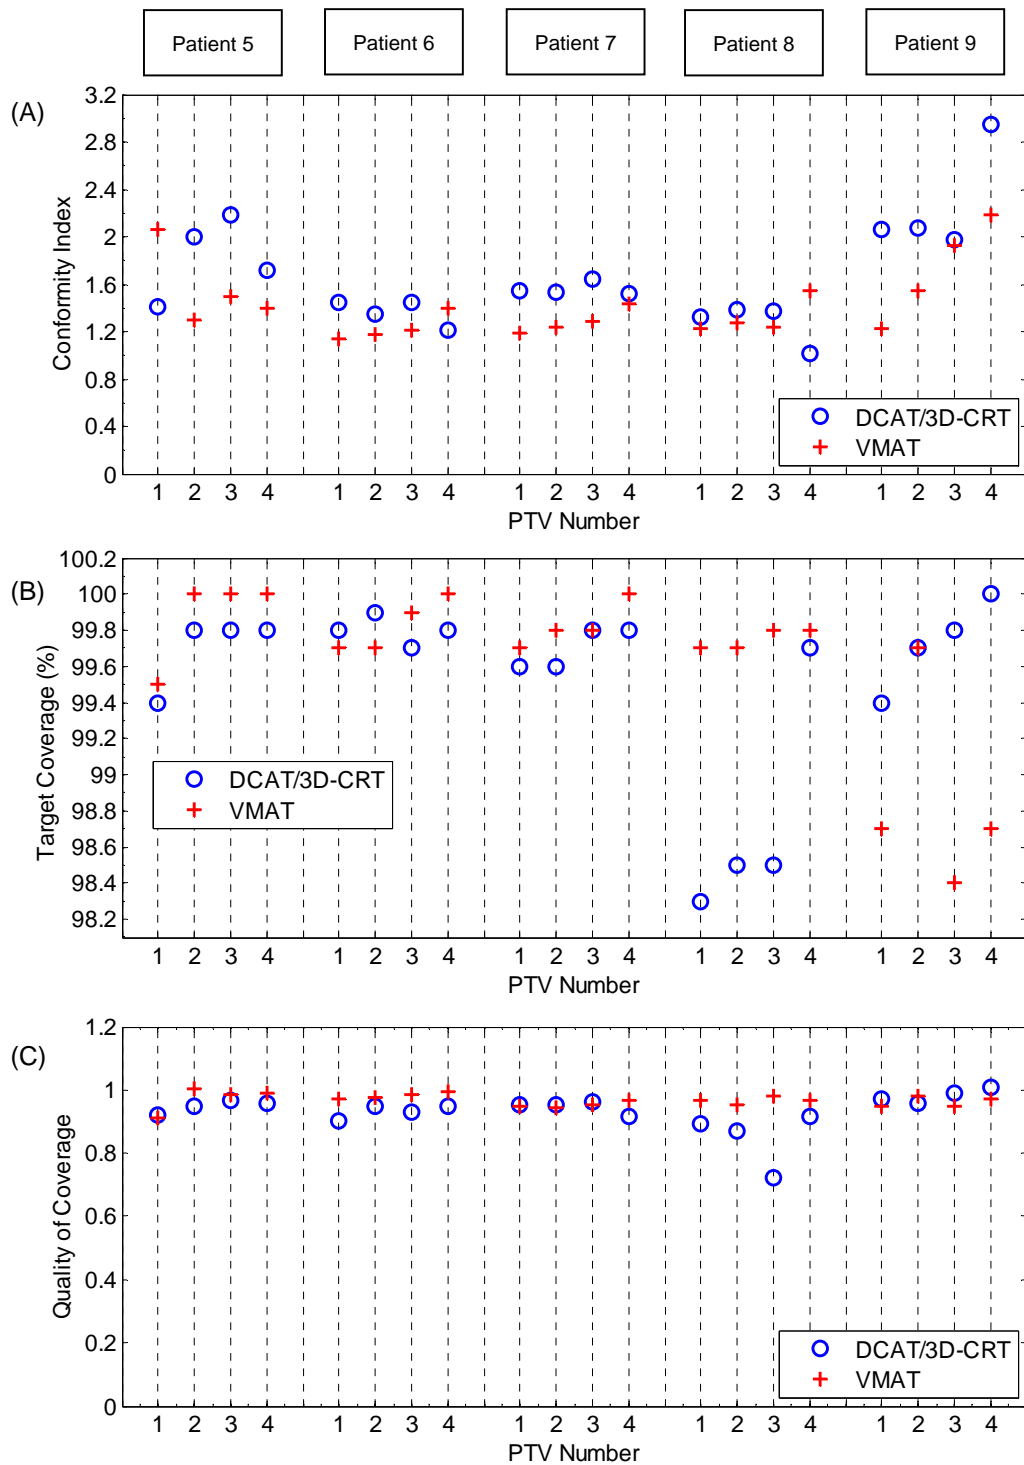 Patient 5 Patient 6 Patient 7 Patient 8 Patient 9
(A)
Conformity Index
3.2
2.8
2.4
2
1.6
1.2
0.8
0.4
0
DCAT/3D-CRT
VMAT
1 2 3 4 1 2 3 4 1 2 3 4 1 2 3 4 1 2 3 4
PTV Number
(B)
Target Coverage (%)
100.2
100
99.8
99.6
99.4
99.2
99
98.8
98.6
98.4
98.2
DCAT/3D-CRT
VMAT
1 2 3 4 1 2 3 4 1 2 3 4 1 2 3 4 1 2 3 4
PTV Number
(C)
Quality of Coverage
1.2
1
0.8
0.6
0.4
0.2
0
DCAT/3D-CRT
VMAT
1 2 3 4 1 2 3 4 1 2 3 4 1 2 3 4 1 2 3 4
PTV Number